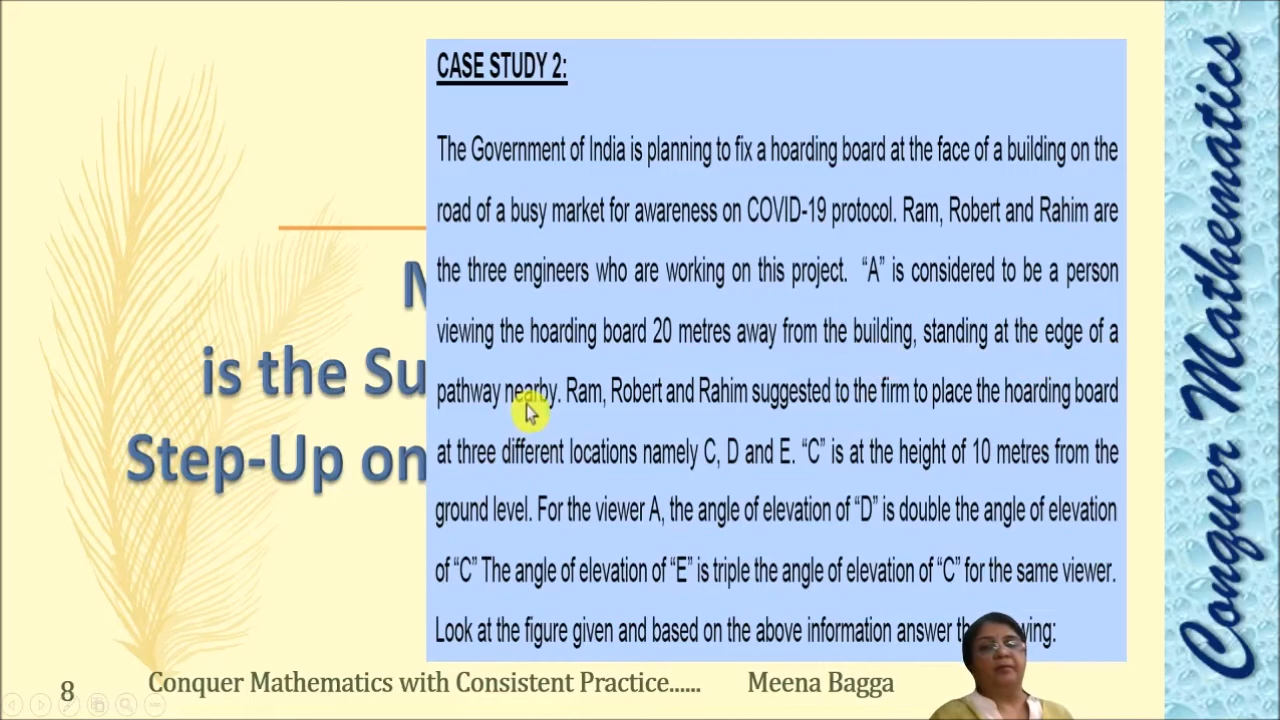 CASE STUDY 2:
The Government of India is planning to fix a hoarding board at the face of a building on the
road of a busy market for awareness on COVID-19 protocol. Ram, Robert and Rahim are
the three engineers who are working on this project. “A” is considered to be a person
viewing the hoarding board 20 metres away from the building, standing at the edge of a
pathway nearby. Ram, Robert and Rahim suggested to the firm to place the hoarding board
at three different locations namely C, D and E. “C” is at the height of 10 metres from the
ground level. For the viewer A, the angle of elevation of “D” is double the angle of elevation
of “C” The angle of elevation of “E” is triple the angle of elevation of “C” for the same viewer.
Look at the figure given and based on the above information answer
is the Su
Step-Up on
8
Conquer Mathematics with Consistent Practice......
Meena Bagga
Conquer Mathematics